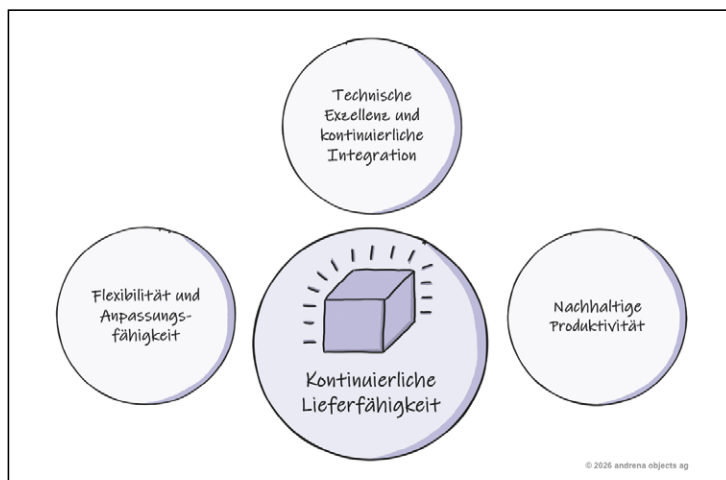 Technische
Exzellenz und
kontinuierliche
Integration
Flexibilität und
Anpassungs-
fähigkeit
Kontinuierliche
Lieferfähigkeit
Nachhaltige
Produktivität
© 2026 andrena objects ag